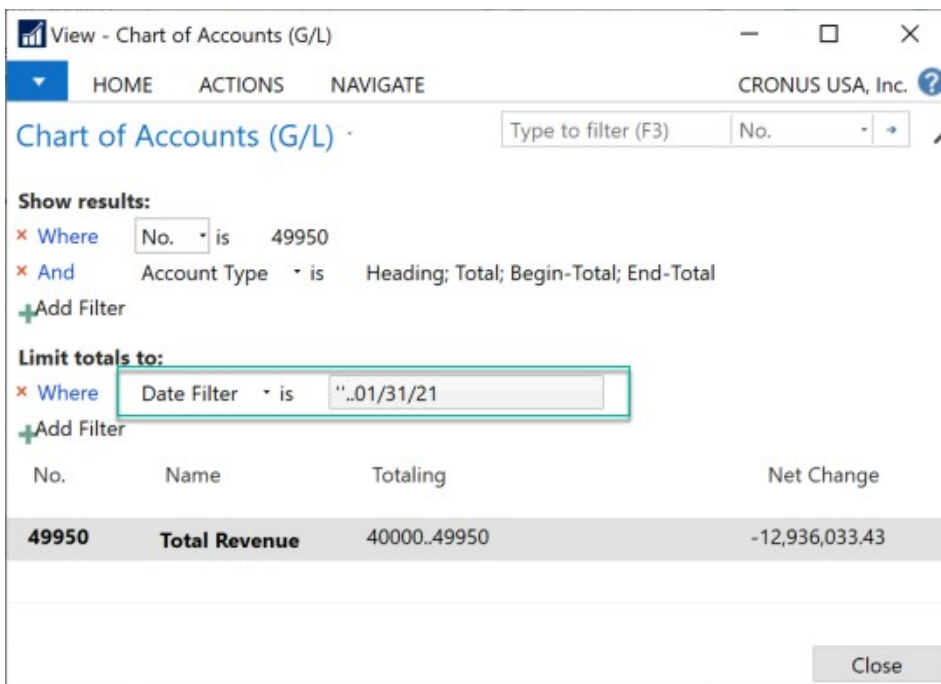 View - Chart of Accounts (G/L)
HOME ACTIONS NAVIGATE CRONUS USA, Inc. ?
Chart of Accounts (G/L) Type to filter (F3) No.
Show results:
× Where No. is 49950
× And Account Type is Heading; Total; Begin-Total; End-Total
Add Filter
Limit totals to:
× Where Date Filter is ''..01/31/21
Add Filter
No. Name Totaling Net Change
49950 Total Revenue 40000..49950 -12,936,033.43
Close